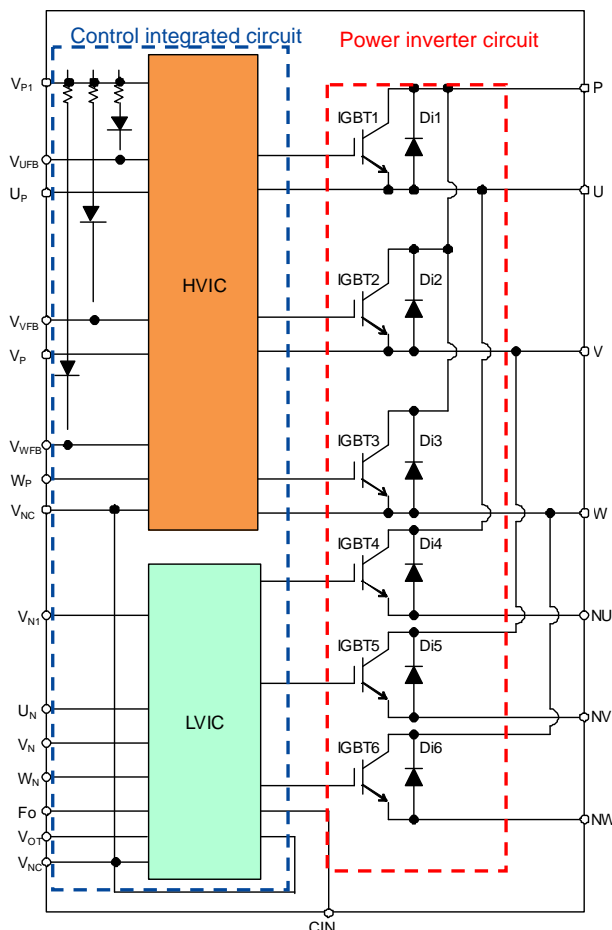 Control integrated circuit
Power inverter circuit
VP1
P
IGBT1
Di1
VUFB
UP
U
HVIC
IGBT2
Di2
VVFB
VP
V
IGBT3
Di3
VWFB
WP
VNC
W
IGBT4
Di4
VN1
NU
IGBT5
Di5
UN
NV
LVIC
VN
IGBT6
Di6
WN
Fo
NW
VOT
VNC
CIN